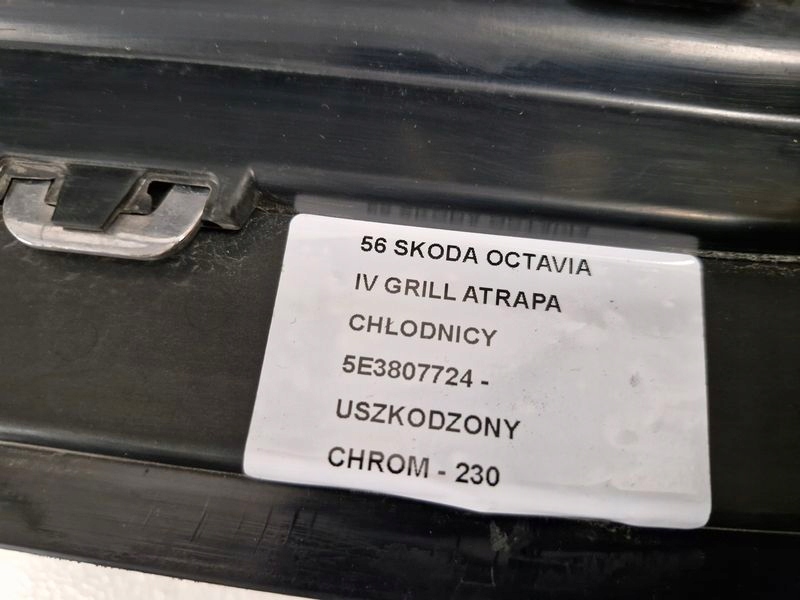 56 SKODA OCTAVIA
IV GRILL ATRAPA
CHŁODNICY
5E3807724 -
USZKODZONY
CHROM - 230